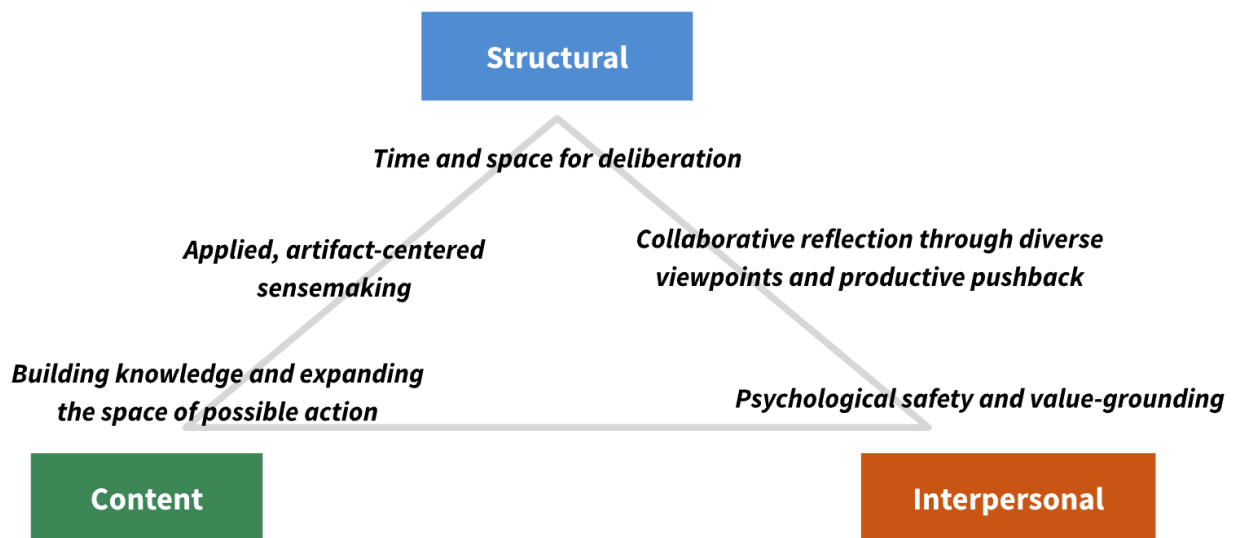 Structural
Time and space for deliberation
Applied, artifact-centered
sensemaking
Collaborative reflection through diverse
viewpoints and productive pushback
Building knowledge and expanding
the space of possible action
Psychological safety and value-grounding
Content
Interpersonal